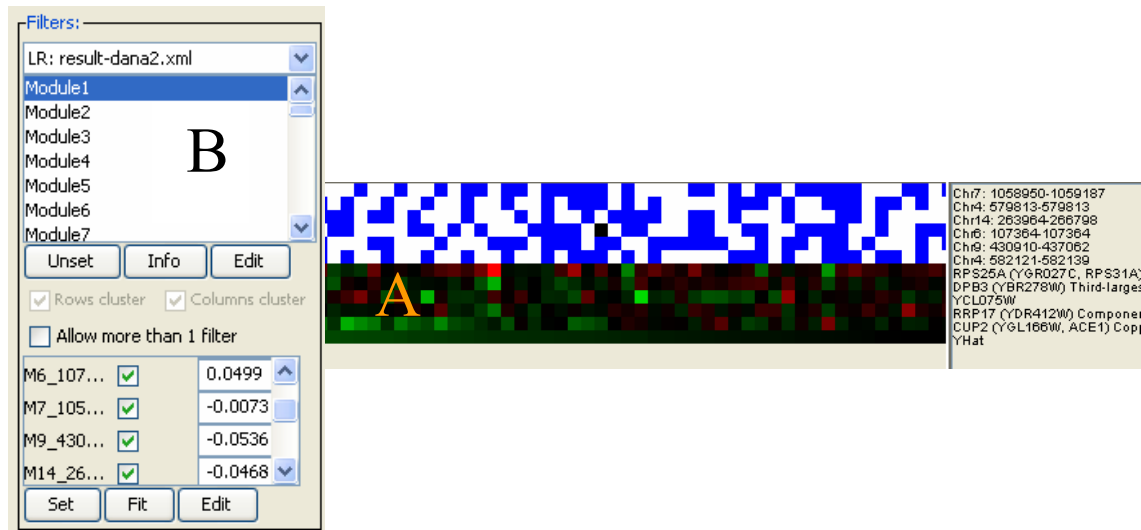 Filters:
LR: result-dana2.xml
Module1
Module2
Module3
Module4
Module5
Module6
Module7
B
Unset Info Edit
Rows cluster Columns cluster
Allow more than 1 filter
M6_107... 0.0499
M7_105... -0.0073
M9_430... -0.0536
M14_26... -0.0468
Set Fit Edit
A
Chr7: 1058950-1059187
Chr4: 579813-579813
Chr14: 263964-266798
Chr6: 107364-107364
Chr9: 430910-437062
Chr4: 582121-582139
RPS25A (YGR027C, RPS31A)
DPB3 (YBR278W) Third-larges
YCL075W
RRP17 (YDR412W) Componer
CUP2 (YGL166W, ACE1) Copp
YHat